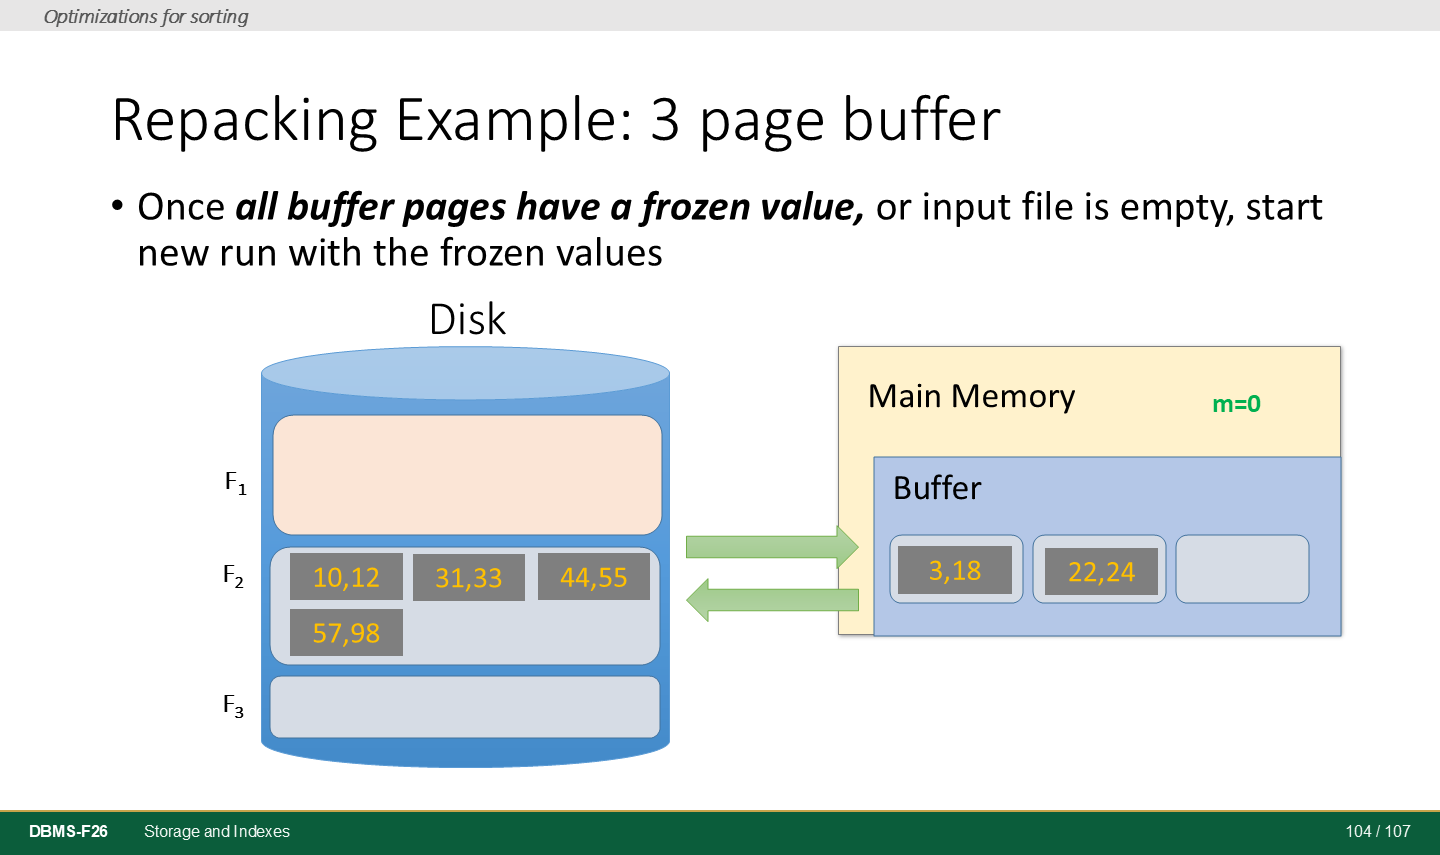 Optimizations for sorting
Repacking Example: 3 page buffer
• Once all buffer pages have a frozen value, or input file is empty, start
new run with the frozen values
Disk
Main Memory
m=0
Buffer
F1
F2
10,12
31,33
44,55
57,98
3,18
22,24
F3
DBMS-F26
Storage and Indexes
104 / 107